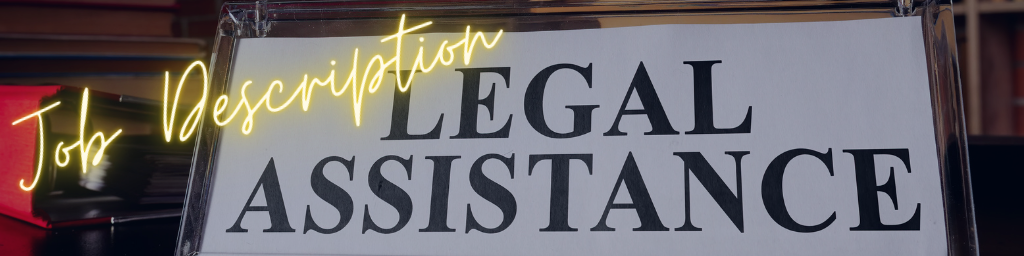 Job Description
LEGAL
ASSISTANCE